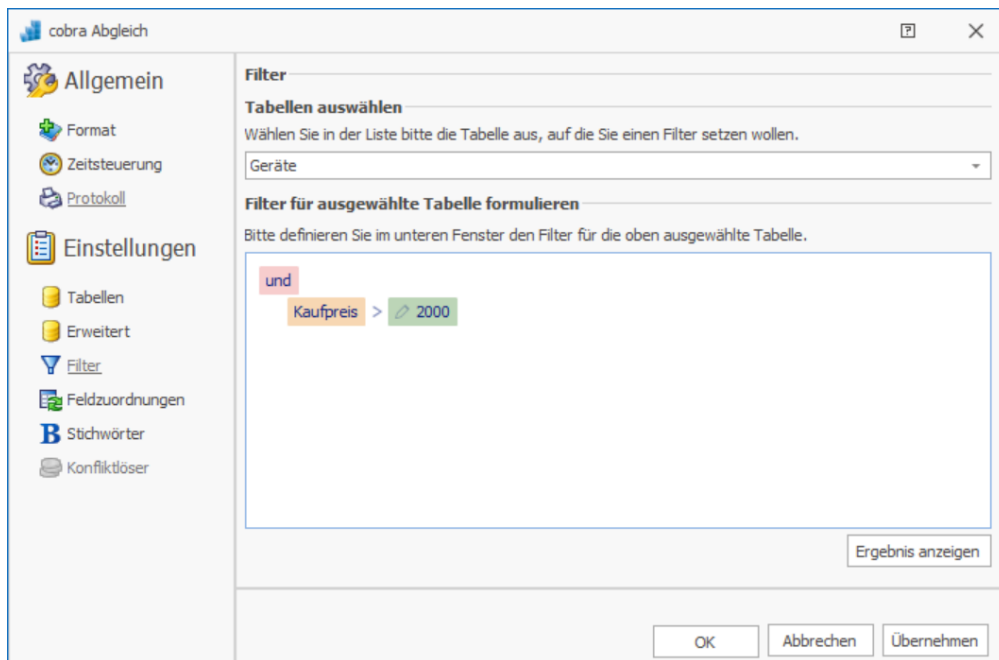 cobra Abgleich
Allgemein
Format
Zeitsteuerung
Protokoll
Einstellungen
Tabellen
Erweitert
Filter
Feldzuordnungen
B Stichwörter
Konfliktlöser
Filter
Tabellen auswählen
Wählen Sie in der Liste bitte die Tabelle aus, auf die Sie einen Filter setzen wollen.
Geräte
Filter für ausgewählte Tabelle formulieren
Bitte definieren Sie im unteren Fenster den Filter für die oben ausgewählte Tabelle.
und
Kaufpreis > 2000
Ergebnis anzeigen
OK Abbrechen Übernehmen